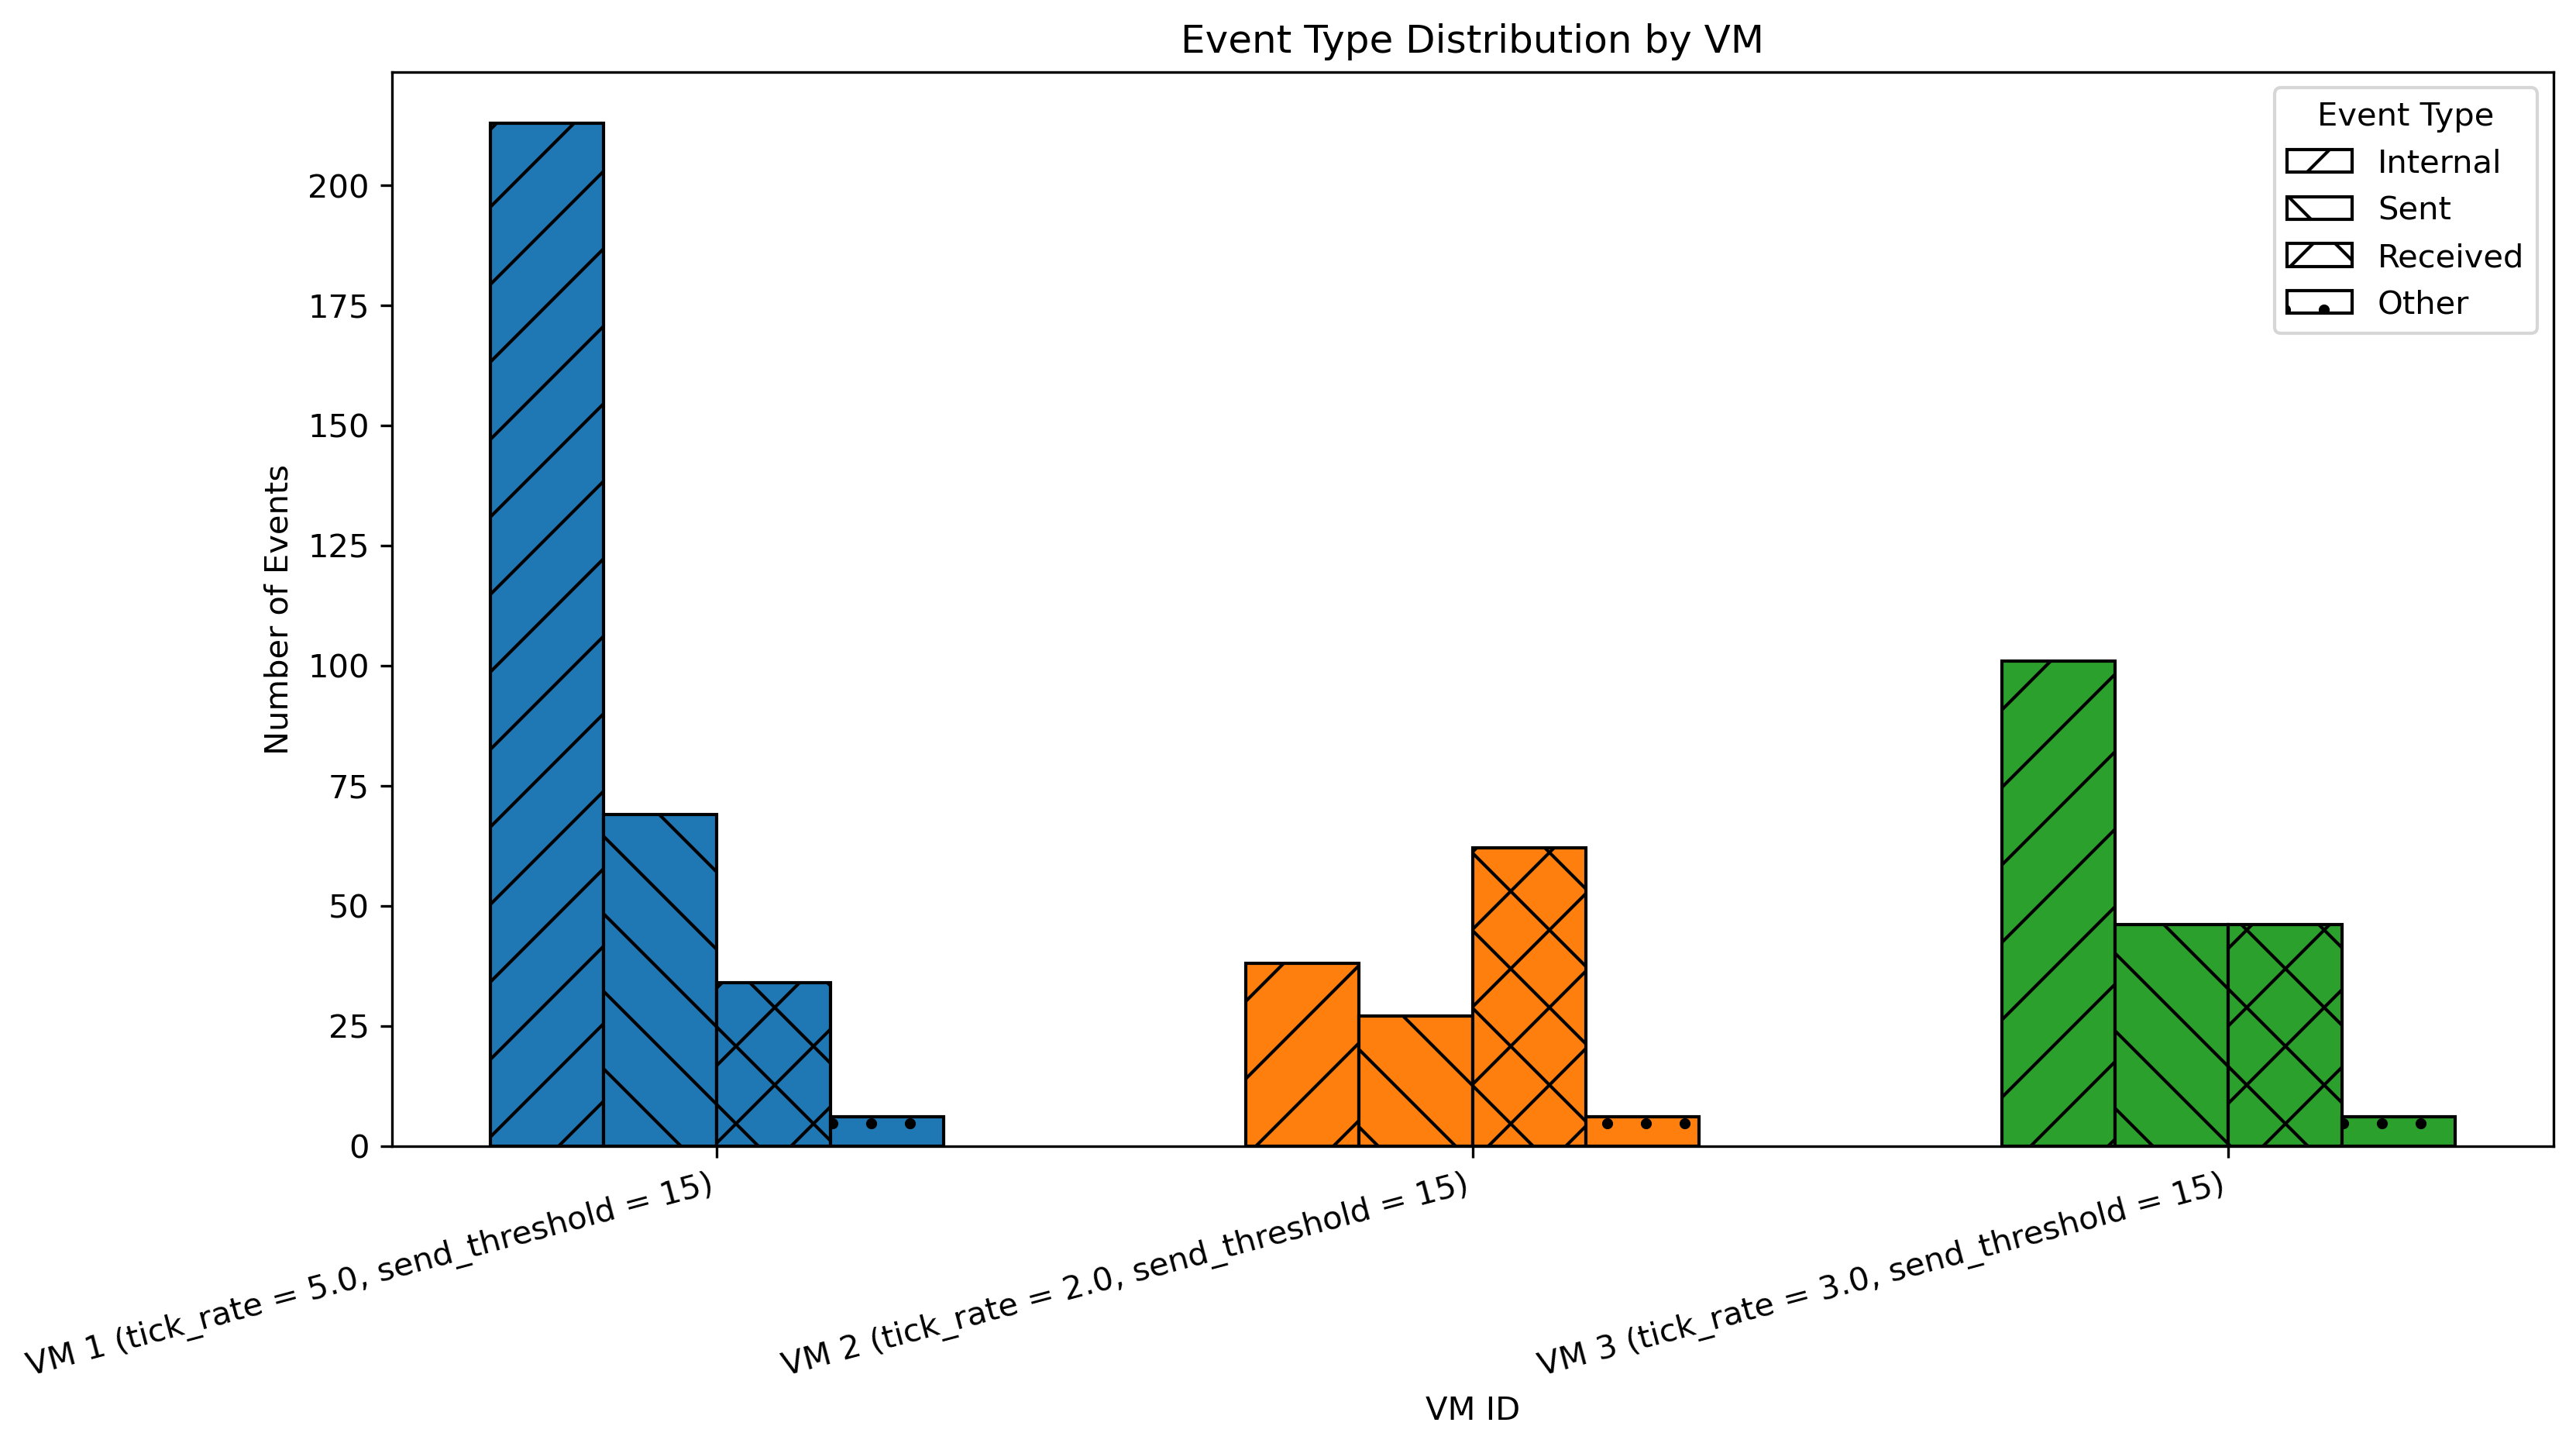 Event Type Distribution by VM
Event Type
Internal
Sent
Received
Other
Number of Events
200
175
150
125
100
75
50
25
0
VM 1 (tick_rate = 5.0, send_threshold = 15)
VM 2 (tick_rate = 2.0, send_threshold = 15)
VM 3 (tick_rate = 3.0, send_threshold = 15)
VM ID